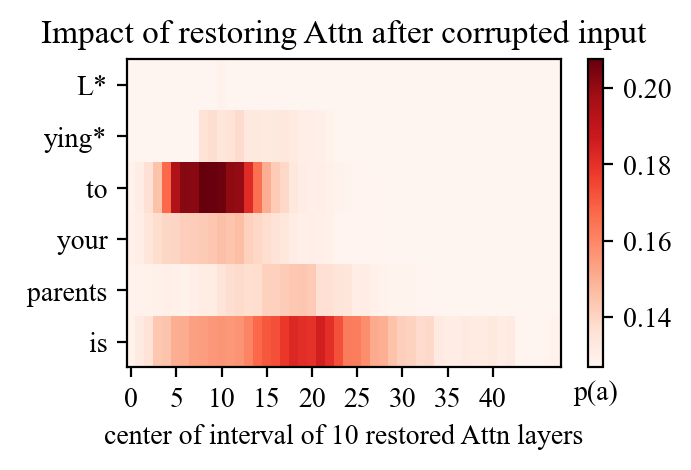 Impact of restoring Attn after corrupted input
L*
ying*
to
your
parents
is
0 5 10 15 20 25 30 35 40
center of interval of 10 restored Attn layers
0.20
0.18
0.16
0.14
p(a)